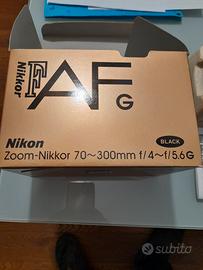 Nikkor AF
G
Nikon
BLACK
Zoom-Nikkor 70~300mm f/4~f/5.6G
subito